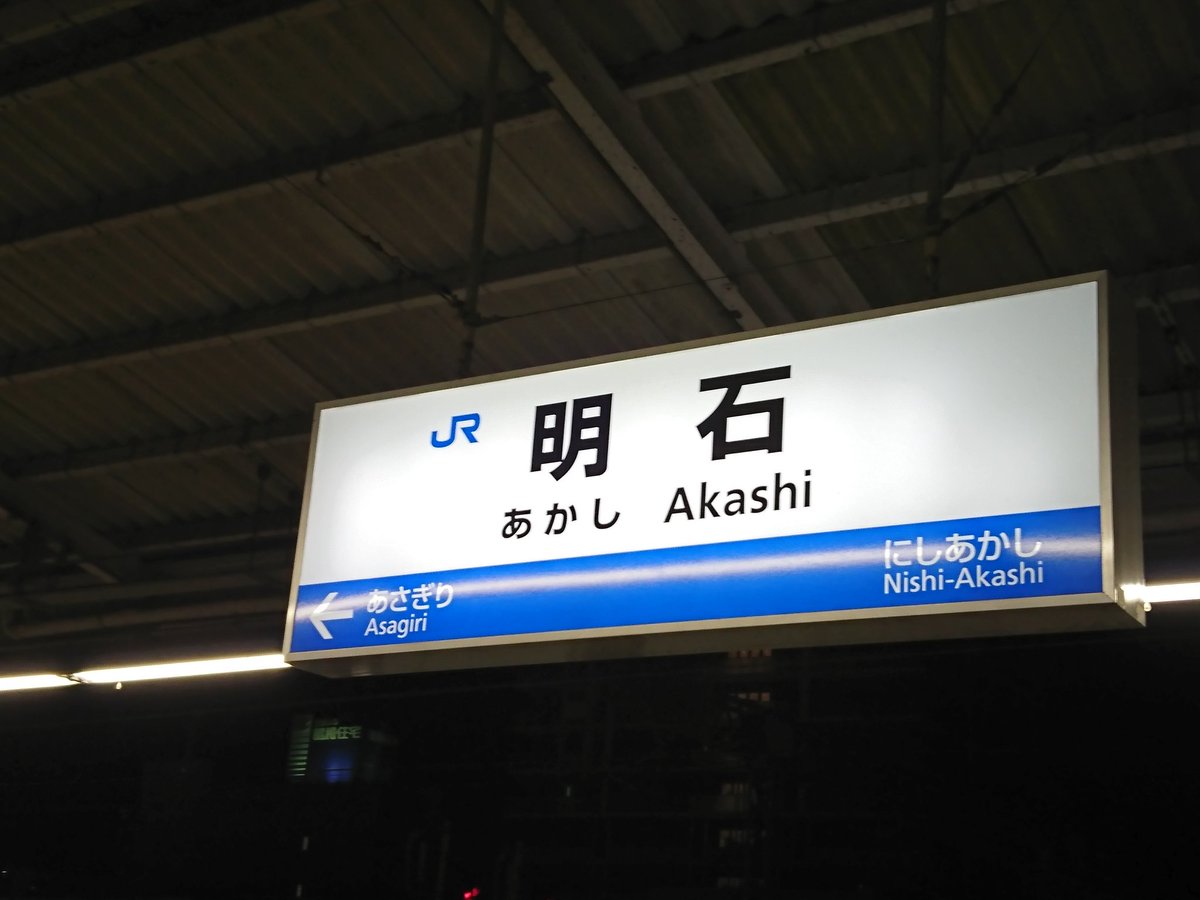 JR 明石
あかし Akashi
あさぎり
Asagiri
にしあかし
Nishi-Akashi